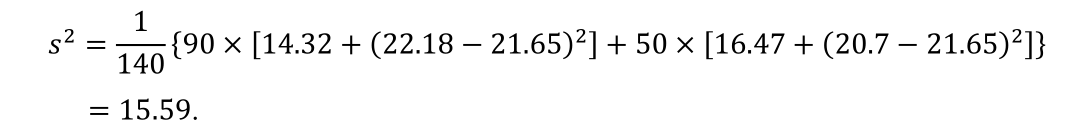 s² = 1/140 {90 × [14.32 + (22.18 − 21.65)²] + 50 × [16.47 + (20.7 − 21.65)²]}
= 15.59.